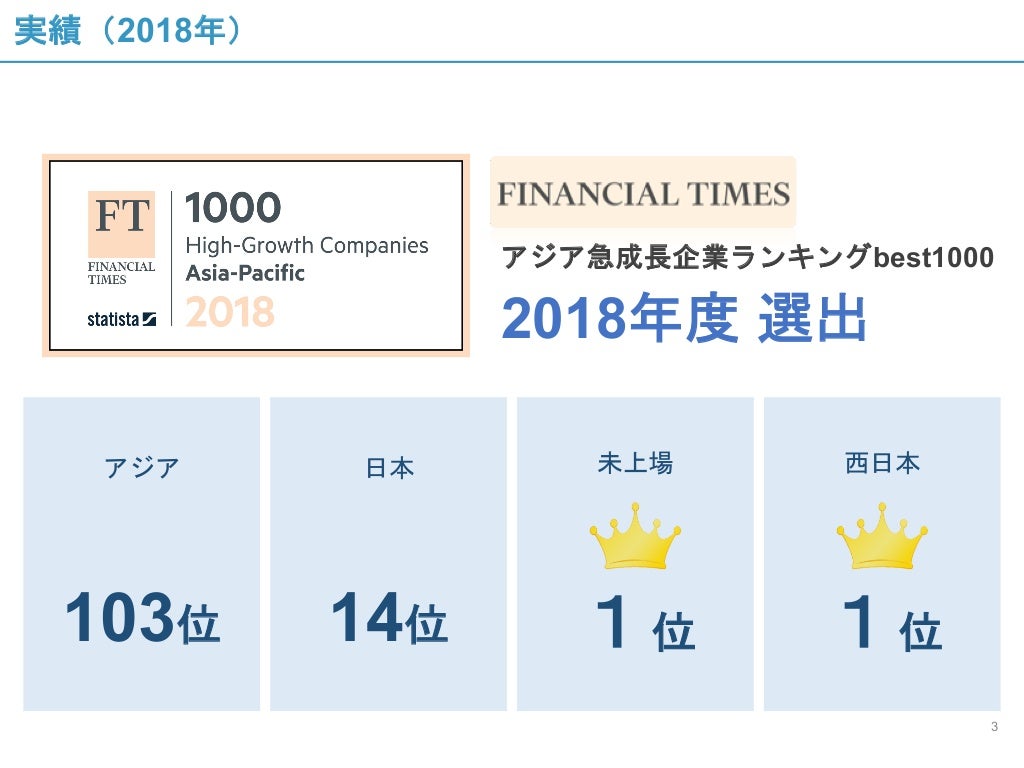 実績（2018年）
FT
FINANCIAL
TIMES
statista
1000
High-Growth Companies
Asia-Pacific
2018
FINANCIAL TIMES
アジア急成長企業ランキングbest1000
2018年度 選出
アジア
103位
日本
14位
未上場
1位
西日本
1位
3